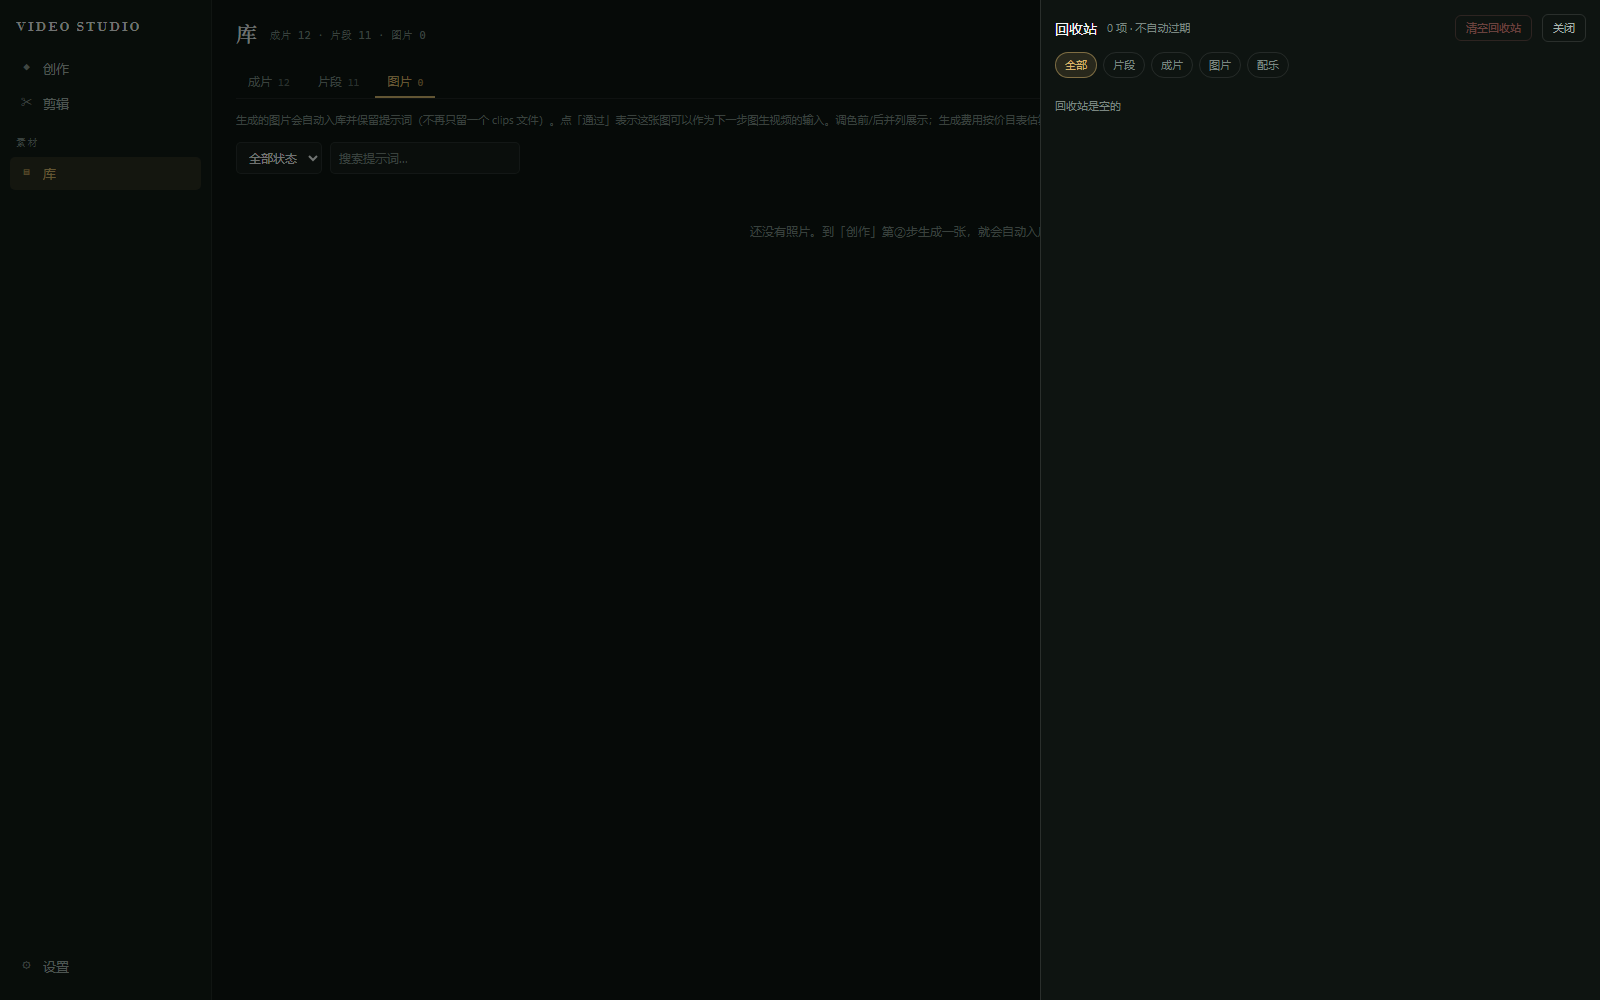 VIDEO STUDIO
创作
剪辑
素材
库
设置
库 成片 12 · 片段 11 · 图片 0
成片 12 片段 11 图片 0
生成的图片会自动入库并保留提示词（不再只留一个 clips 文件）。点「通过」表示这张图可以作为下一步图生视频的输入。调色前/后并列展示；生成费用按价目表估
全部状态 搜索提示词...
还没有照片。到「创作」第②步生成一张，就会自动入
回收站 0 项 · 不自动过期 清空回收站 关闭
全部 片段 成片 图片 配乐
回收站是空的